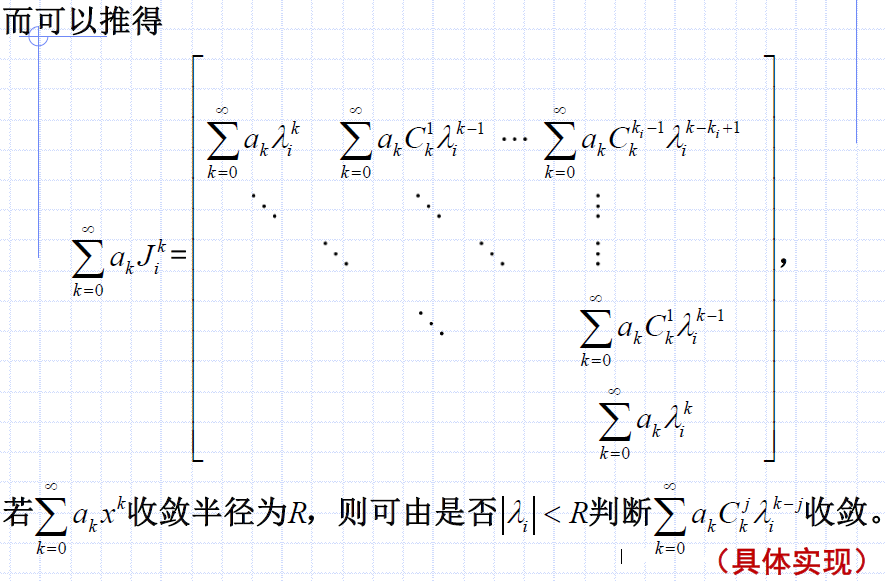 而可以推得
$\sum_{k=0}^{\infty} a_k J_i^k = \begin{bmatrix} \sum_{k=0}^{\infty} a_k \lambda_i^k & \sum_{k=0}^{\infty} a_k C_k^1 \lambda_i^{k-1} & \cdots & \sum_{k=0}^{\infty} a_k C_k^{k_i-1} \lambda_i^{k-k_i+1} \\ & \ddots & \ddots & \vdots \\ & \ddots & \ddots & \vdots \\ & & \ddots & \sum_{k=0}^{\infty} a_k C_k^1 \lambda_i^{k-1} \\ & & & \sum_{k=0}^{\infty} a_k \lambda_i^k \end{bmatrix}$,
若$\sum_{k=0}^{\infty} a_k x^k$收敛半径为R，则可由是否$|\lambda_i| < R$判断$\sum_{k=0}^{\infty} a_k C_k^j \lambda_i^{k-j}$收敛。
（具体实现）